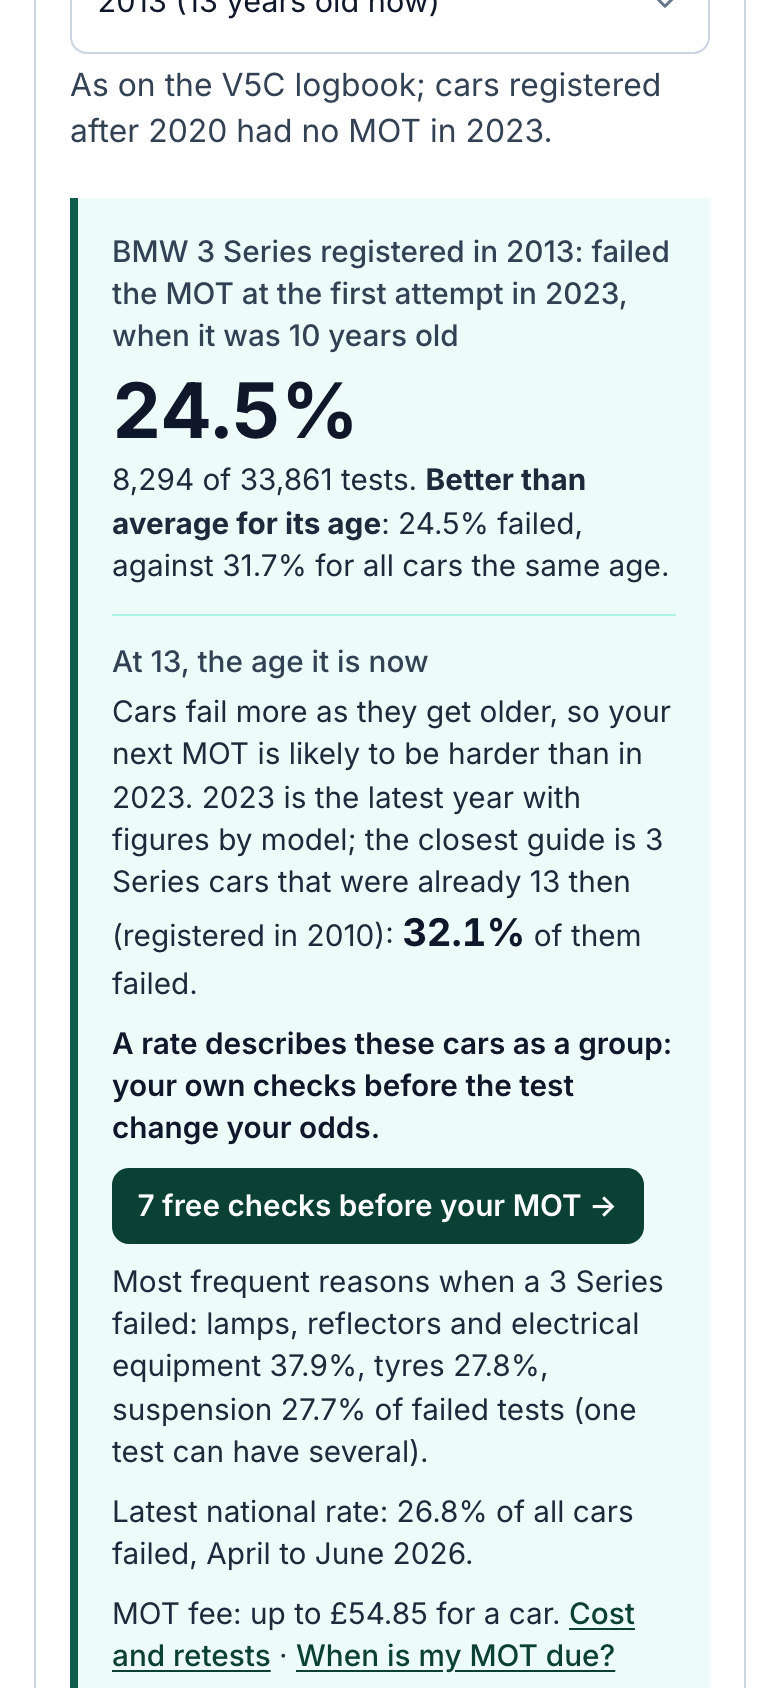 2013 (13 years old now)
As on the V5C logbook; cars registered
after 2020 had no MOT in 2023.
BMW 3 Series registered in 2013: failed
the MOT at the first attempt in 2023,
when it was 10 years old
24.5%
8,294 of 33,861 tests. Better than
average for its age: 24.5% failed,
against 31.7% for all cars the same age.
At 13, the age it is now
Cars fail more as they get older, so your
next MOT is likely to be harder than in
2023. 2023 is the latest year with
figures by model; the closest guide is 3
Series cars that were already 13 then
(registered in 2010): 32.1% of them
failed.
A rate describes these cars as a group:
your own checks before the test
change your odds.
7 free checks before your MOT →
Most frequent reasons when a 3 Series
failed: lamps, reflectors and electrical
equipment 37.9%, tyres 27.8%,
suspension 27.7% of failed tests (one
test can have several).
Latest national rate: 26.8% of all cars
failed, April to June 2026.
MOT fee: up to £54.85 for a car. Cost
and retests · When is my MOT due?